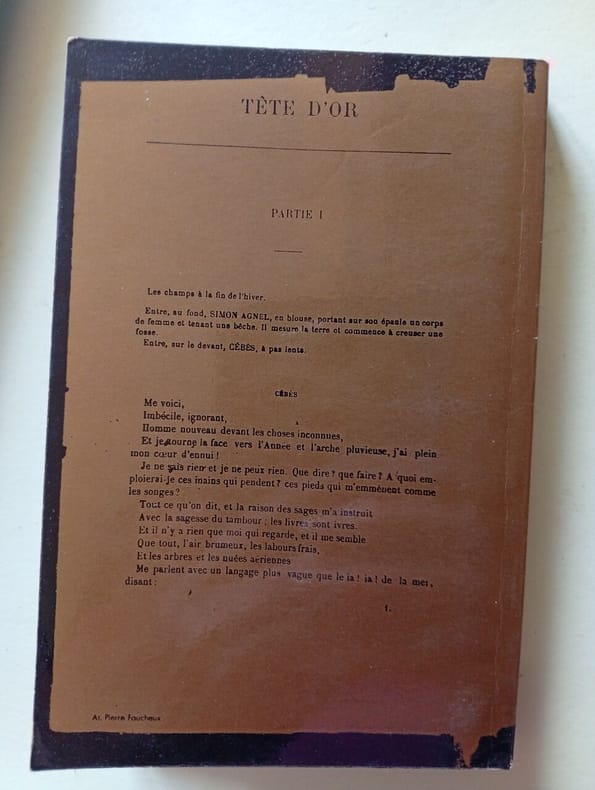 TÊTE D'OR
PARTIE I
Les champs à la fin de l'hiver.
Entre, au fond, SIMON AGNEL, en blouse, portant sur son épaule un corps
de femme et tenant une bêche. Il mesure la terre et commence à creuser une
fosse.
Entre, sur le devant, CÉBÈS, à pas lents.
CÉBÈS
Me voici,
Imbécile, ignorant,
Homme nouveau devant les choses inconnues,
Et je tourne la face vers l'Année et l'arche pluvieuse, j'ai plein
mon cœur d'ennui !
Je ne sais rien et je ne peux rien. Que dire ? que faire ? A quoi em-
ploierai-je ces mains qui pendent ? ces pieds qui m'emmènent comme
les songes ?
Tout ce qu'on dit, et la raison des sages m'a instruit
Avec la sagesse du tambour ; les livres sont ivres.
Et il n'y a rien que moi qui regarde, et il me semble
Que tout, l'air brumeux, les labours frais,
Et les arbres et les nuées aériennes
Me parlent avec un langage plus vague que le ia ! ia ! de la mer,
disant :
1.
At. Pierre Faucheux